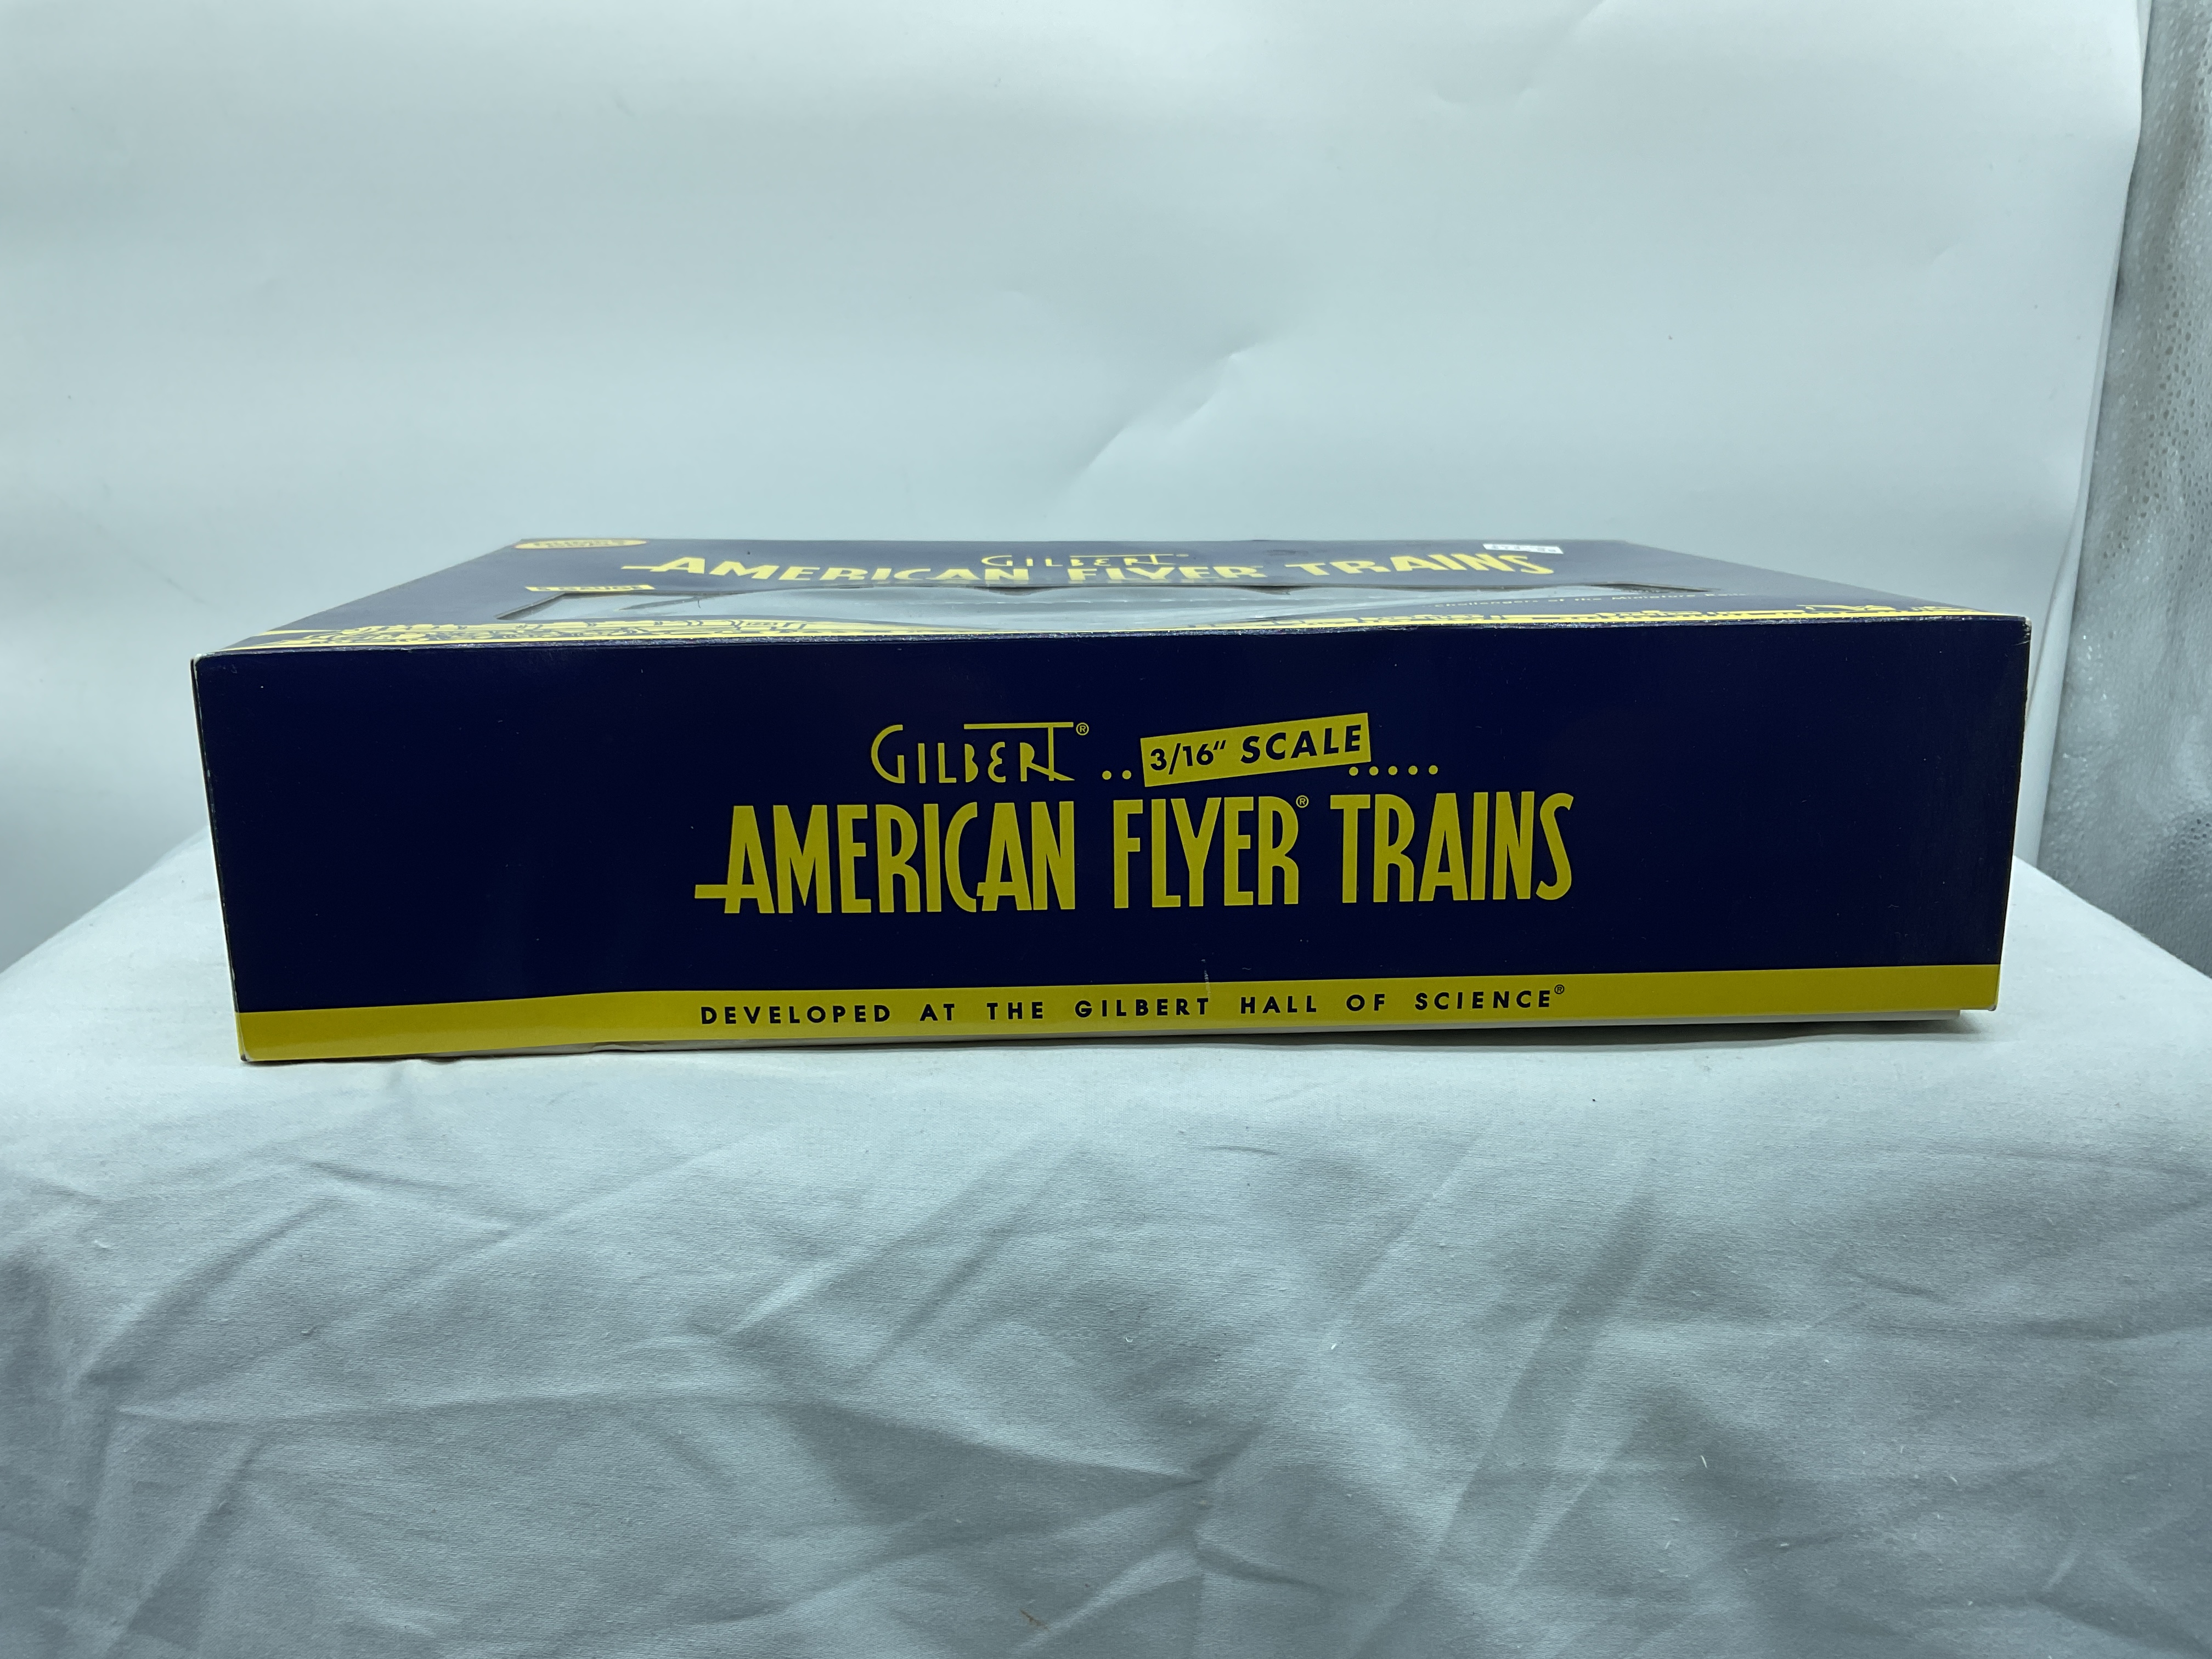 GILBERT®
AMERICAN FLYER® TRAINS
GILBERT® .. 3/16" SCALE .....
AMERICAN FLYER® TRAINS
DEVELOPED AT THE GILBERT HALL OF SCIENCE®